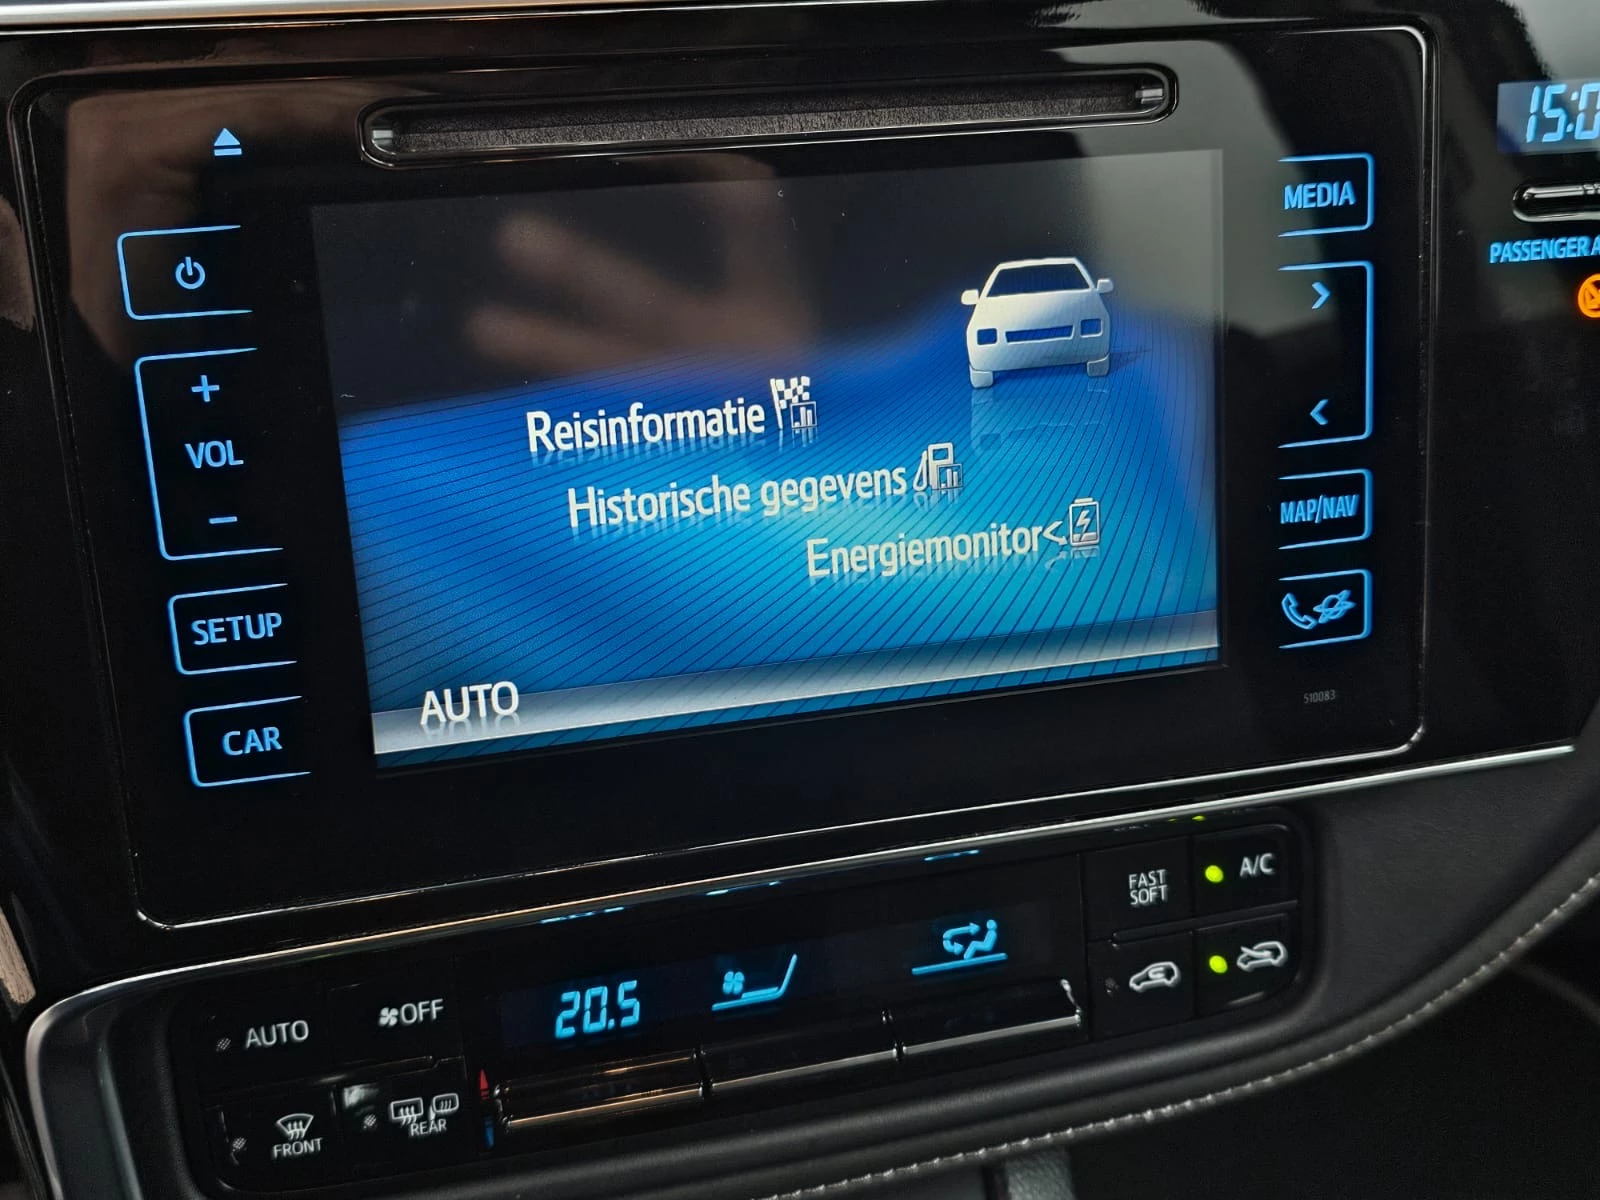 15:0
MEDIA
PASSENGER A
VOL
MAP/NAV
SETUP
CAR
Reisinformatie
Historische gegevens
Energiemonitor
AUTO
510083
FAST
SOFT
A/C
20.5
AUTO
OFF
FRONT
REAR